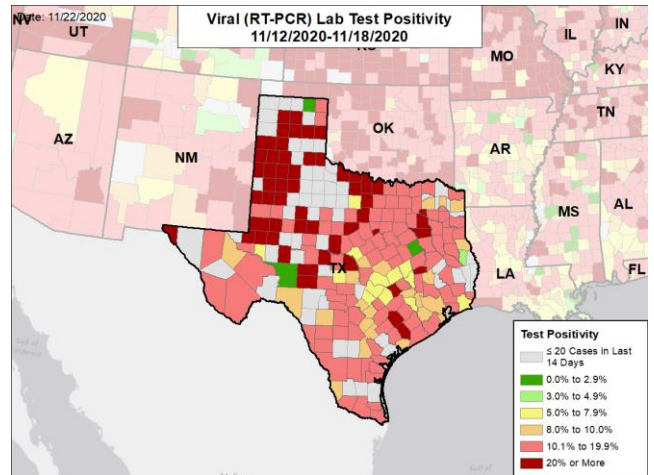 Date: 11/22/2020
Viral (RT-PCR) Lab Test Positivity
11/12/2020-11/18/2020
NV
UT
MO
IL
IN
KY
TN
AZ
NM
OK
AR
MS
AL
TX
LA
FL
Test Positivity
≤ 20 Cases in Last
14 Days
0.0% to 2.9%
3.0% to 4.9%
5.0% to 7.9%
8.0% to 10.0%
10.1% to 19.9%
20% or More
Gulf of